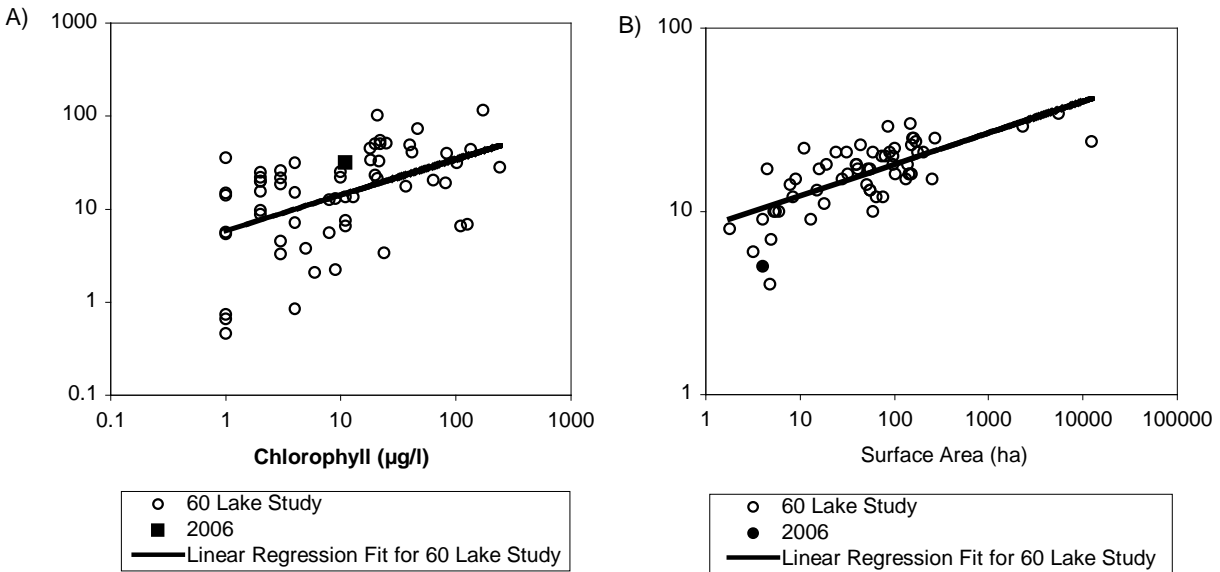 A)
1000
100
10
1
0.1
0.1 1 10 100 1000
Chlorophyll (µg/l)
60 Lake Study
2006
Linear Regression Fit for 60 Lake Study
B)
100
10
1
1 10 100 1000 10000 100000
Surface Area (ha)
60 Lake Study
2006
Linear Regression Fit for 60 Lake Study